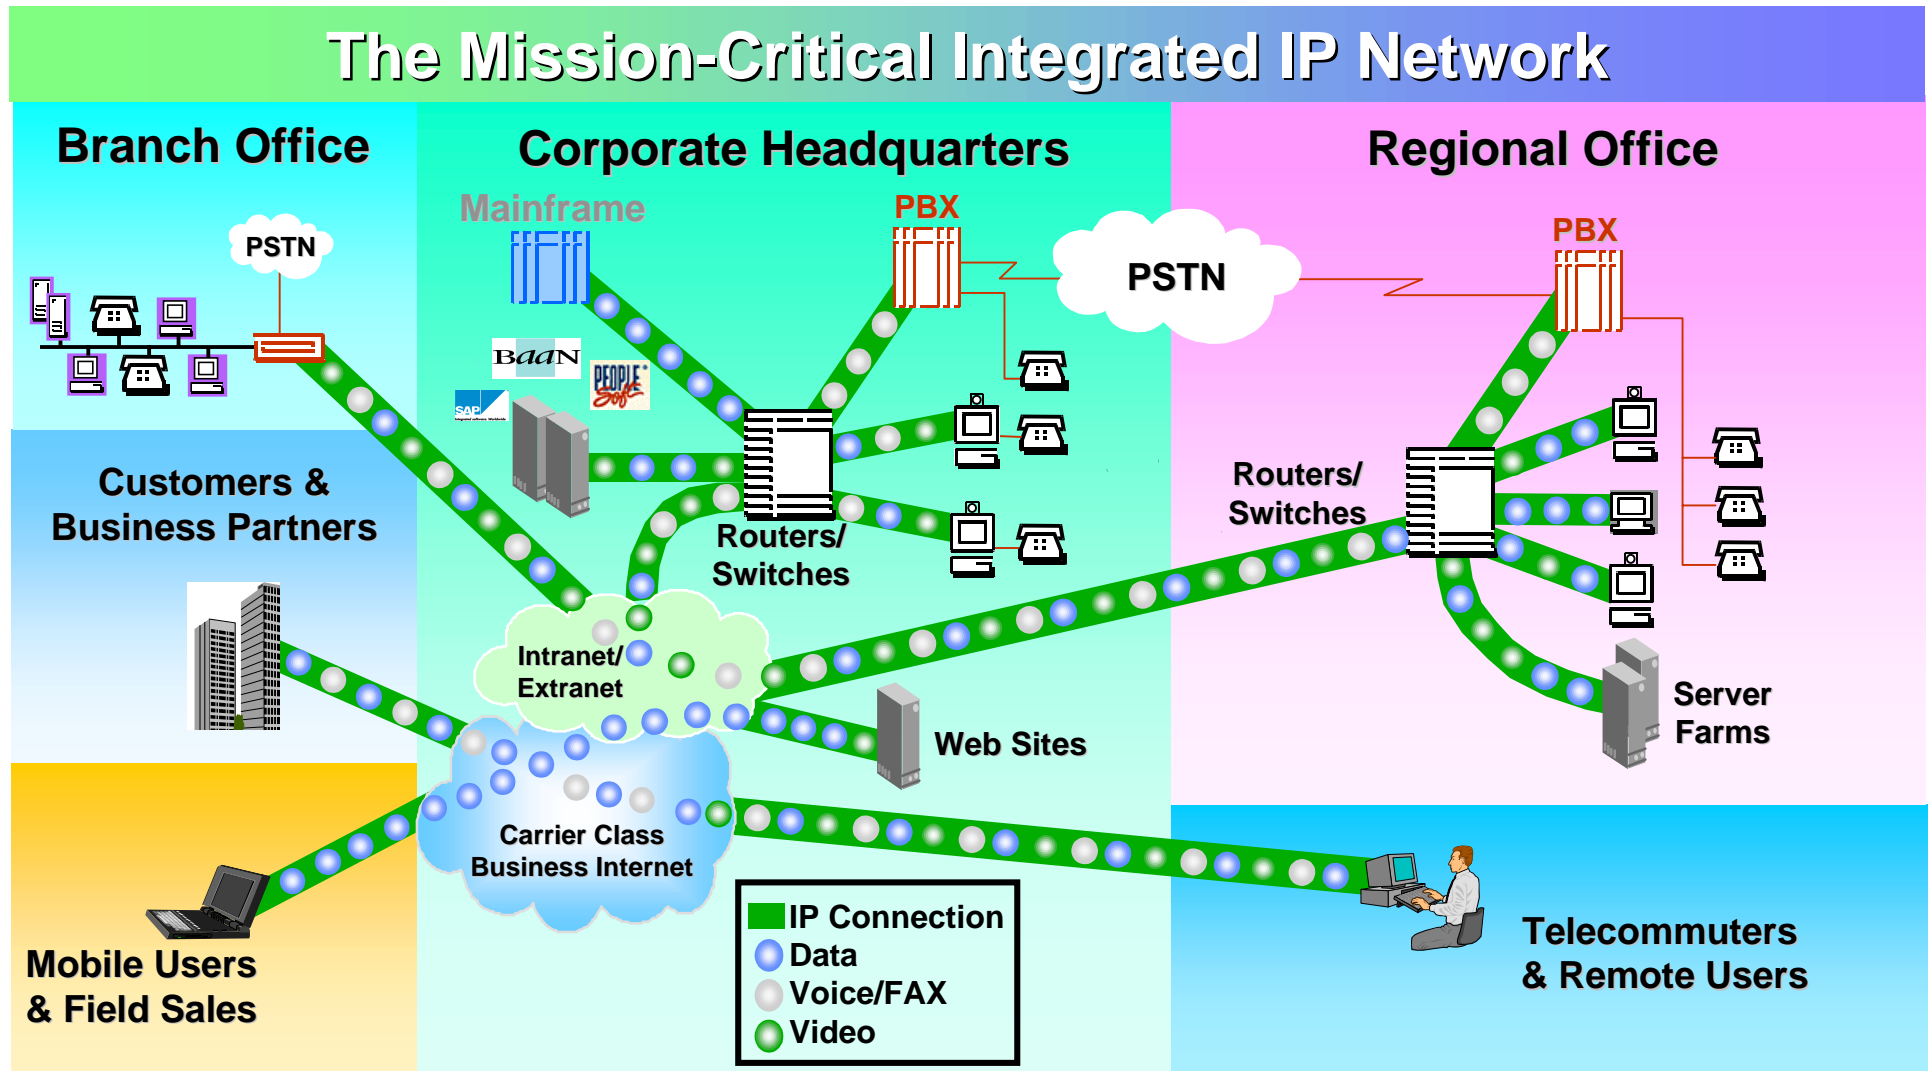 The Mission-Critical Integrated IP Network
Branch Office
PSTN
Customers &
Business Partners
Mobile Users
& Field Sales
Corporate Headquarters
Mainframe
PBX
PSTN
BaaN
PEOPLE
Soft
SAP
Routers/
Switches
Intranet/
Extranet
Web Sites
Carrier Class
Business Internet
IP Connection
Data
Voice/FAX
Video
Regional Office
PBX
Routers/
Switches
Server
Farms
Telecommuters
& Remote Users